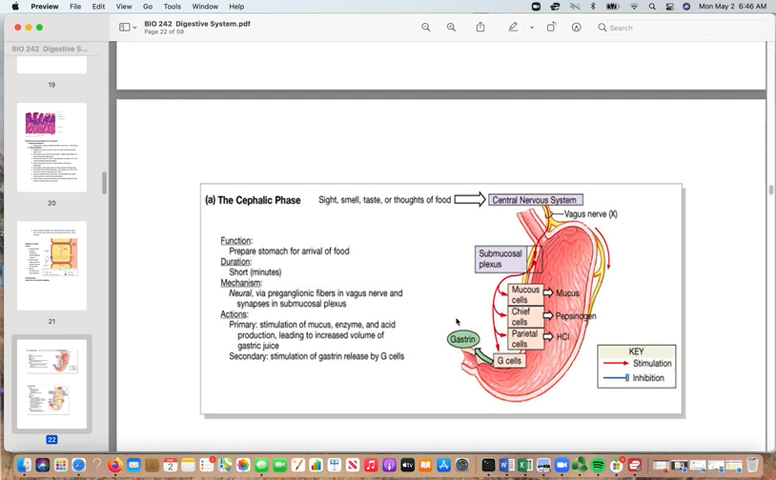 Preview File Edit View Go Tools Window Help
Mon May 2 6:46 AM
BIO 242 Digestive System.pdf
Page 22 of 59
Search
BIO 242 Digestive S...
19
20
21
22
(a) The Cephalic Phase
Sight, smell, taste, or thoughts of food
Central Nervous System
Vagus nerve (X)
Function:
Prepare stomach for arrival of food
Duration:
Short (minutes)
Mechanism:
Neural, via preganglionic fibers in vagus nerve and
synapses in submucosal plexus
Actions:
Primary: stimulation of mucus, enzyme, and acid
production, leading to increased volume of
gastric juice
Secondary: stimulation of gastrin release by G cells
Submucosal
plexus
Mucous
cells
Mucus
Chief
cells
Pepsinogen
Parietal
cells
HCl
Gastrin
G cells
KEY
Stimulation
Inhibition